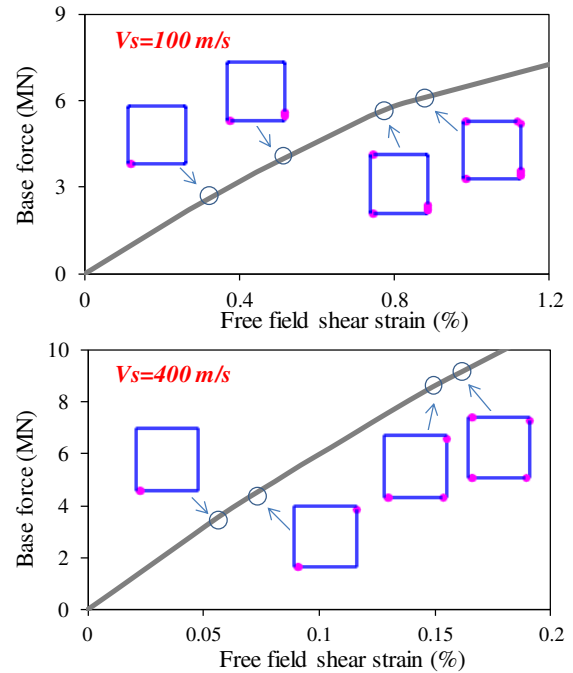 Vs=100 m/s
Base force (MN)
9
6
3
0
0 0.4 0.8 1.2
Free field shear strain (%)
Vs=400 m/s
Base force (MN)
10
8
6
4
2
0
0 0.05 0.1 0.15 0.2
Free field shear strain (%)